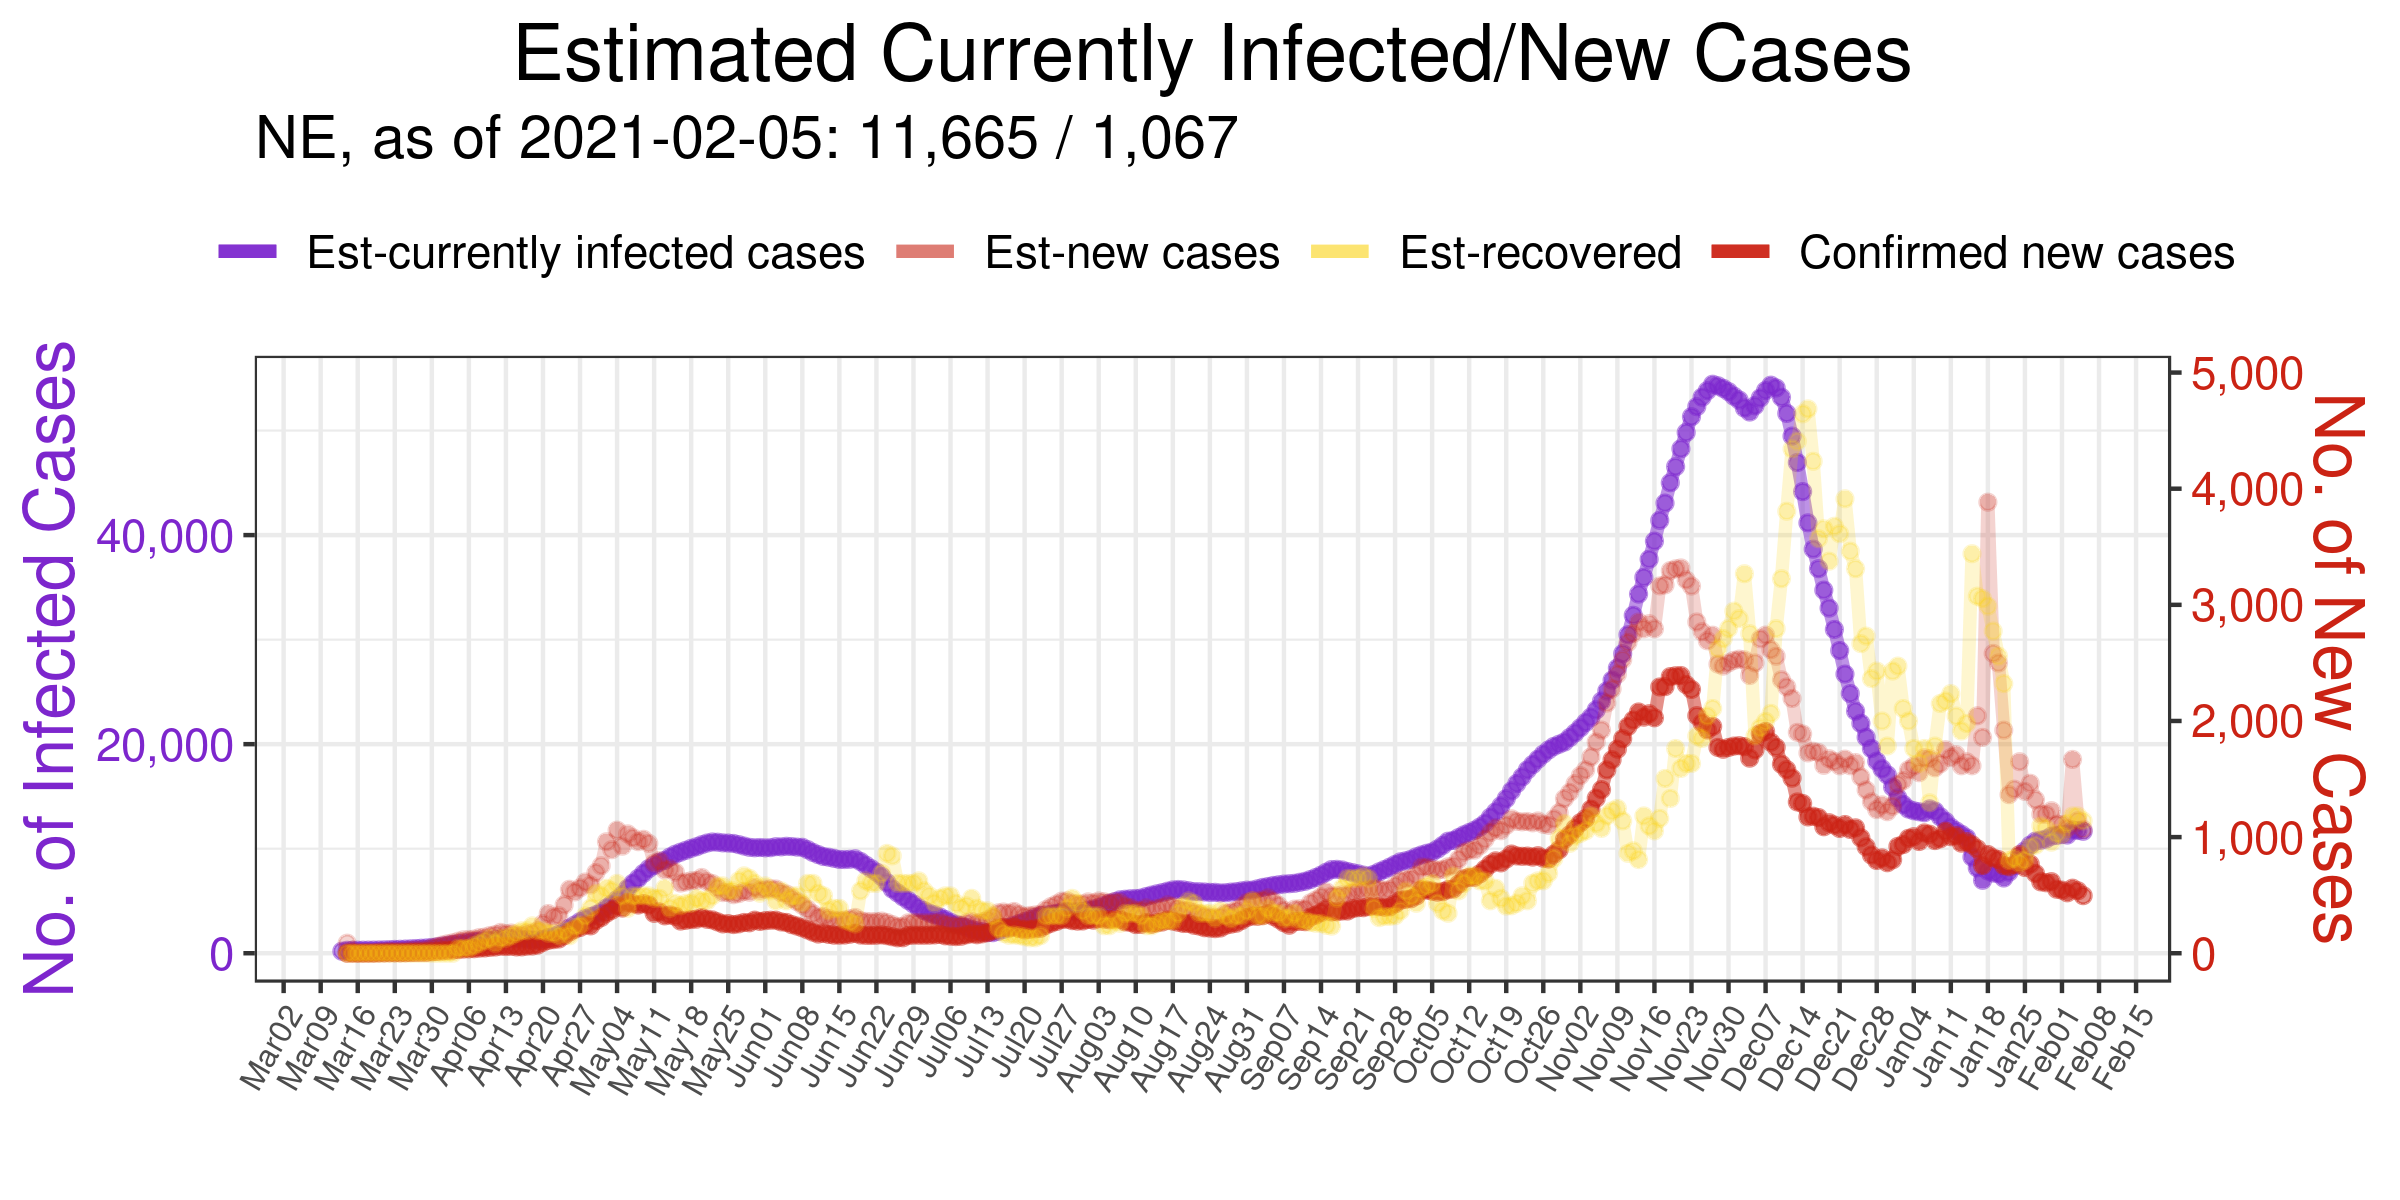 Estimated Currently Infected/New Cases
NE, as of 2021-02-05: 11,665 / 1,067
Est-currently infected cases Est-new cases Est-recovered Confirmed new cases
No. of Infected Cases
40,000
20,000
0
5,000
4,000
3,000
2,000
1,000
0
No. of New Cases
Mar02 Mar09 Mar16 Mar23 Mar30 Apr06 Apr13 Apr20 Apr27 May04 May11 May18 May25 Jun01 Jun08 Jun15 Jun22 Jun29 Jul06 Jul13 Jul20 Jul27 Aug03 Aug10 Aug17 Aug24 Aug31 Sep07 Sep14 Sep21 Sep28 Oct05 Oct12 Oct19 Oct26 Nov02 Nov09 Nov16 Nov23 Nov30 Dec07 Dec14 Dec21 Dec28 Jan04 Jan11 Jan18 Jan25 Feb01 Feb08 Feb15